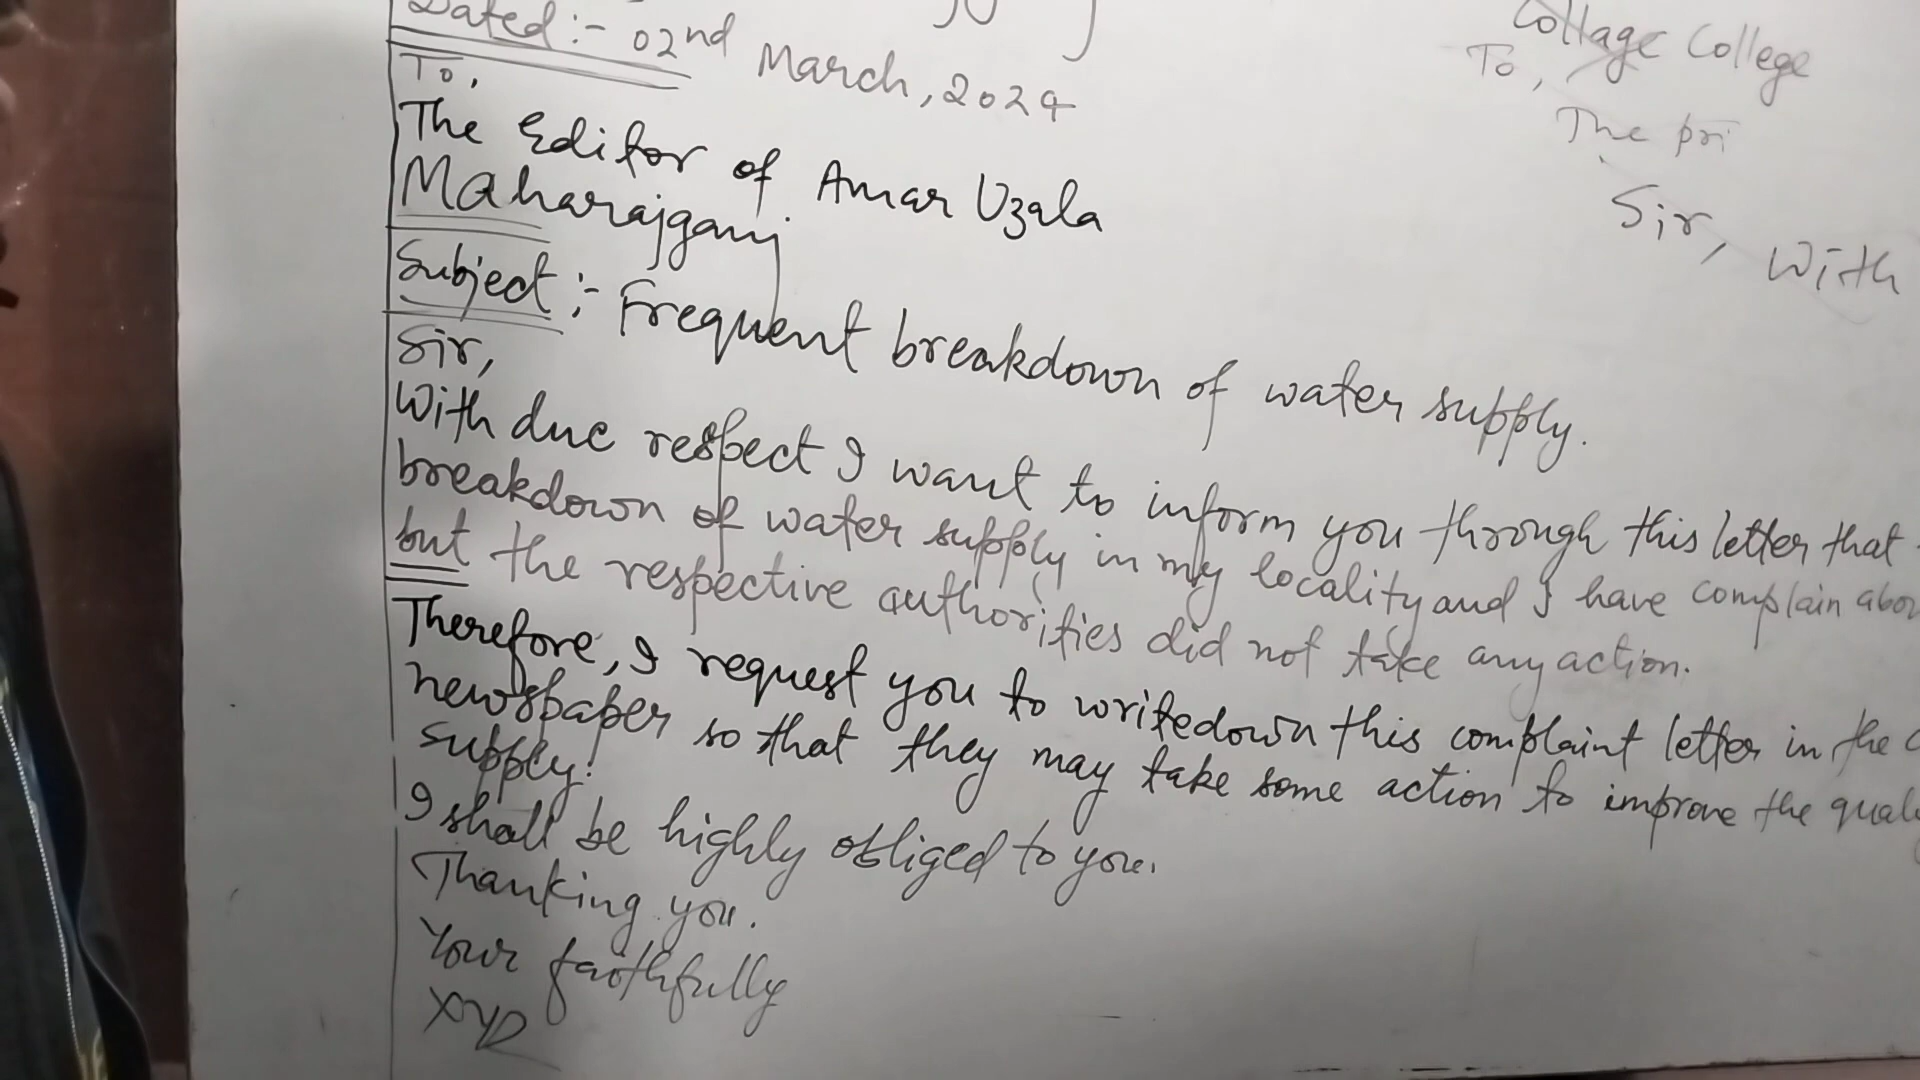 Dated:- 02nd March, 2024
To,
The Editor of Amar Uzala
Maharajganj
Subject :- Frequent breakdown of water supply.
Sir,
With due respect I want to inform you through this letter that
breakdown of water supply in my locality and I have complain
but the respective authorities did not take any action.
Therefore, I request you to writedown this complaint letter in the
newspaper so that they may take some action to improve the
supply.
I shall be highly obliged to you.
Thanking you.
Your faithfully
XYD
Collage College
To,
The pri
Sir,
With